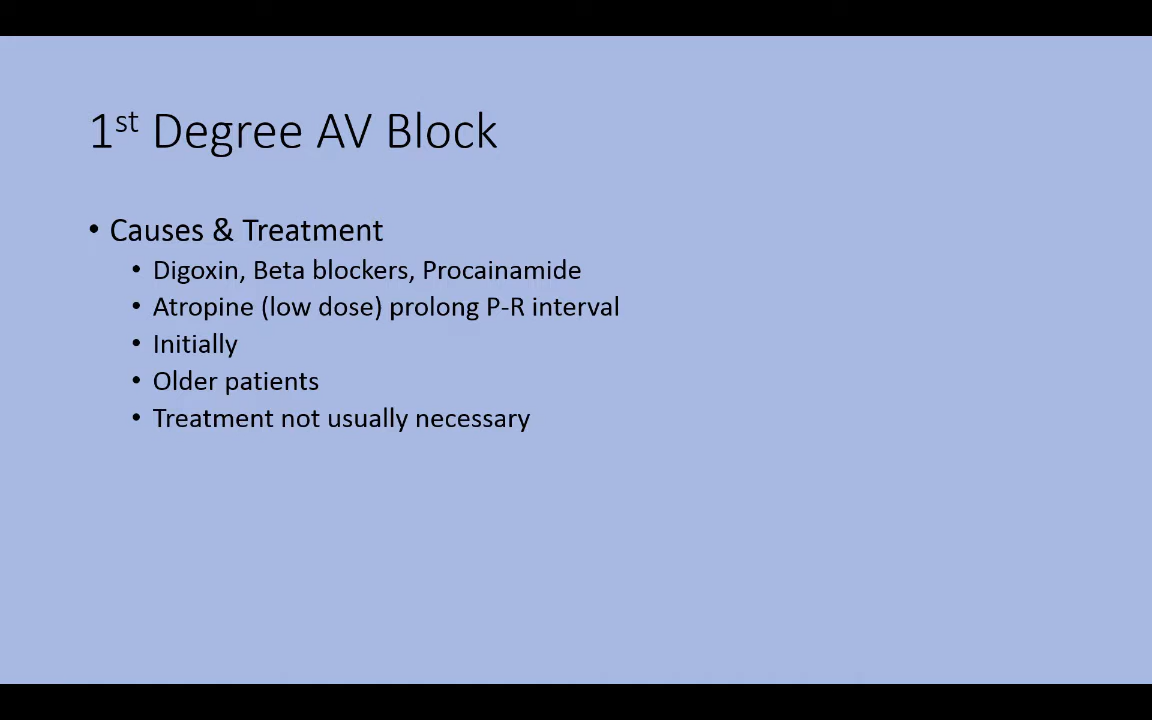 1st Degree AV Block
• Causes & Treatment
• Digoxin, Beta blockers, Procainamide
• Atropine (low dose) prolong P-R interval
• Initially
• Older patients
• Treatment not usually necessary